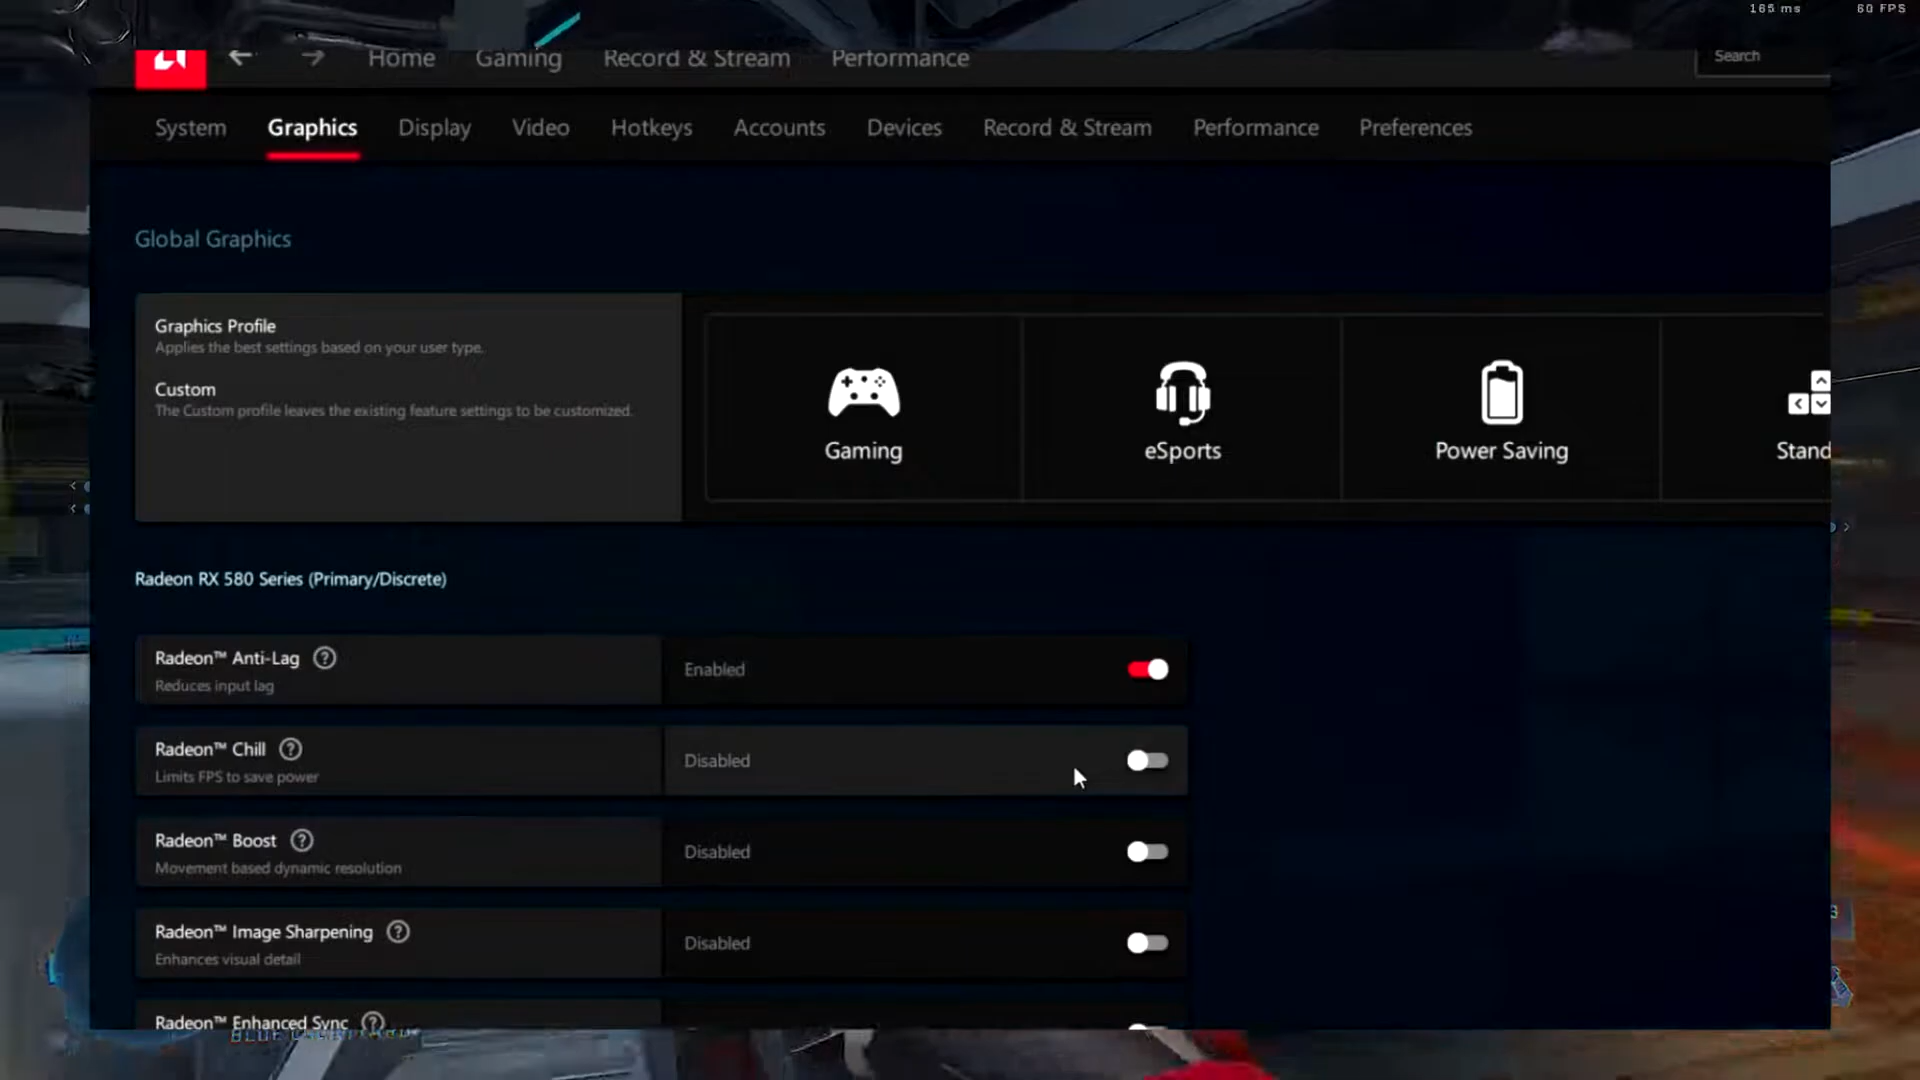 165 ms 60 FPS
Home Gaming Record & Stream Performance Search
System Graphics Display Video Hotkeys Accounts Devices Record & Stream Performance Preferences
Global Graphics
Graphics Profile
Applies the best settings based on your user type.
Custom
The Custom profile leaves the existing feature settings to be customized.
Gaming eSports Power Saving Stand
Radeon RX 580 Series (Primary/Discrete)
Radeon™ Anti-Lag
Reduces input lag
Enabled
Radeon™ Chill
Limits FPS to save power
Disabled
Radeon™ Boost
Movement based dynamic resolution
Disabled
Radeon™ Image Sharpening
Enhances visual detail
Disabled
Radeon™ Enhanced Sync